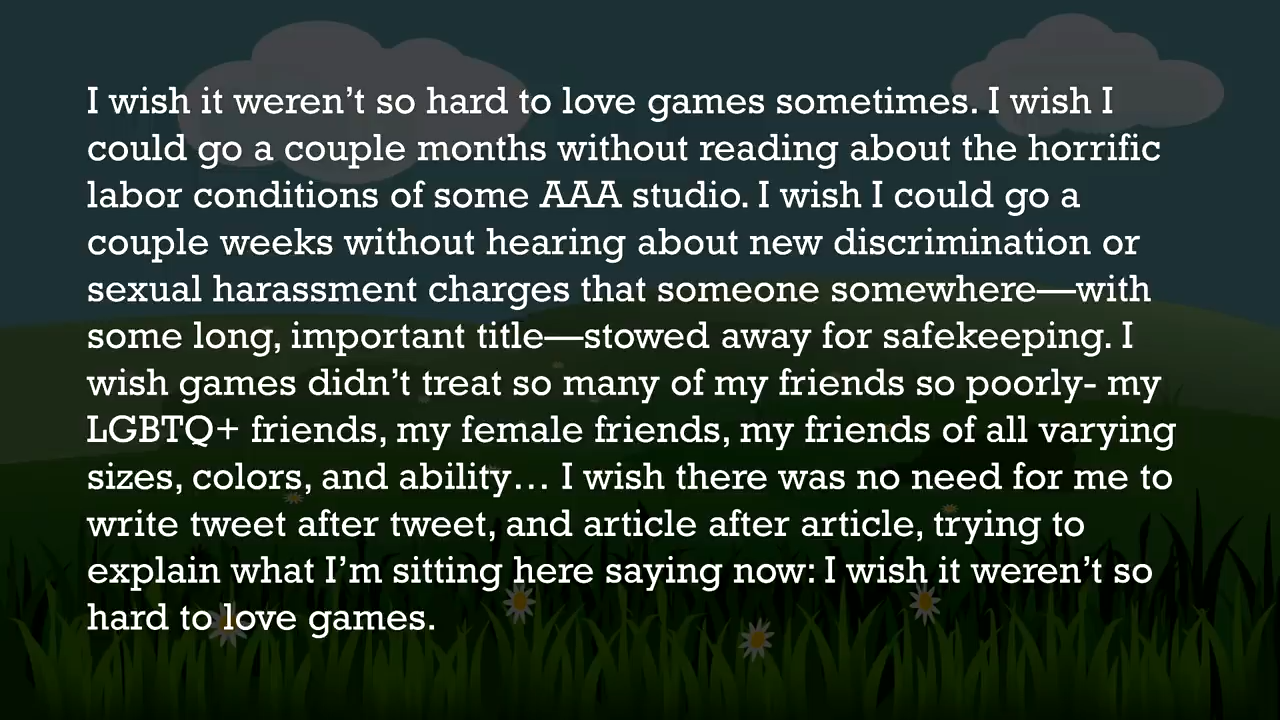 I wish it weren’t so hard to love games sometimes. I wish I
could go a couple months without reading about the horrific
labor conditions of some AAA studio. I wish I could go a
couple weeks without hearing about new discrimination or
sexual harassment charges that someone somewhere—with
some long, important title—stowed away for safekeeping. I
wish games didn’t treat so many of my friends so poorly- my
LGBTQ+ friends, my female friends, my friends of all varying
sizes, colors, and ability… I wish there was no need for me to
write tweet after tweet, and article after article, trying to
explain what I’m sitting here saying now: I wish it weren’t so
hard to love games.